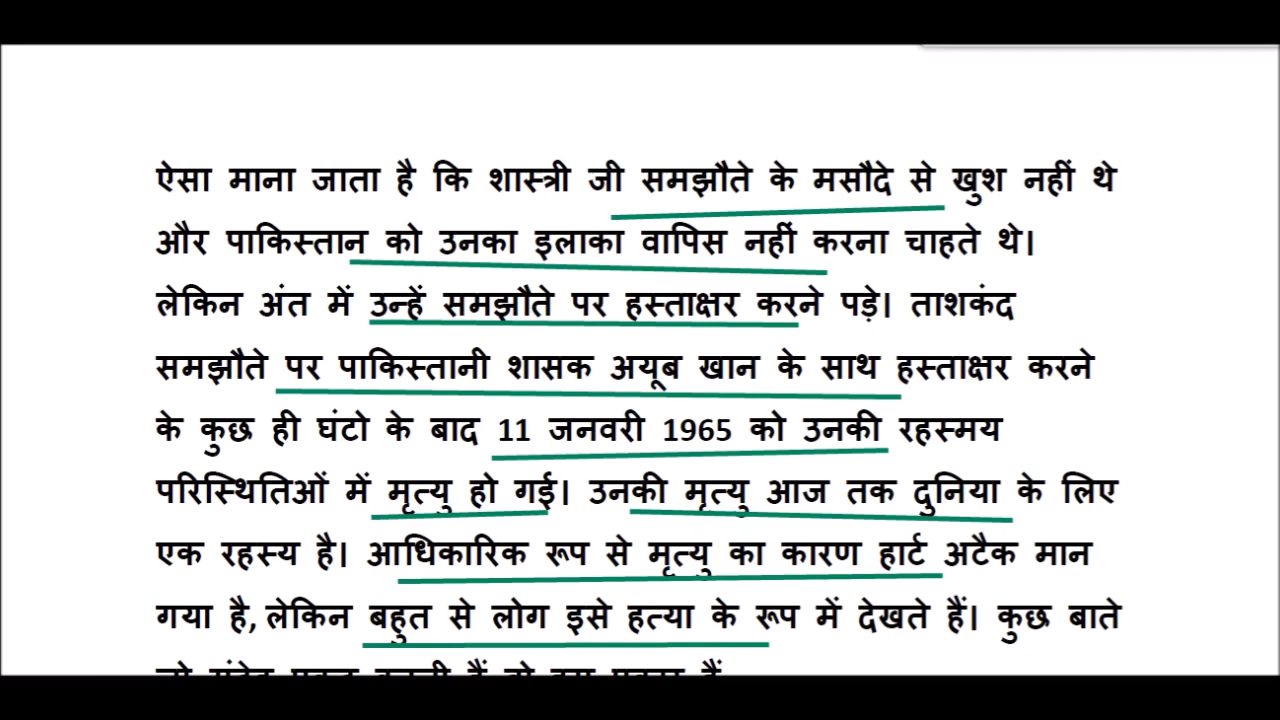 ऐसा माना जाता है कि शास्त्री जी समझौते के मसौदे से खुश नहीं थे
और पाकिस्तान को उनका इलाका वापिस नहीं करना चाहते थे।
लेकिन अंत में उन्हें समझौते पर हस्ताक्षर करने पड़े। ताशकंद
समझौते पर पाकिस्तानी शासक अयूब खान के साथ हस्ताक्षर करने
के कुछ ही घंटो के बाद 11 जनवरी 1965 को उनकी रहस्मय
परिस्थितिओं में मृत्यु हो गई। उनकी मृत्यु आज तक दुनिया के लिए
एक रहस्य है। आधिकारिक रूप से मृत्यु का कारण हार्ट अटैक मान
गया है, लेकिन बहुत से लोग इसे हत्या के रूप में देखते हैं। कुछ बाते